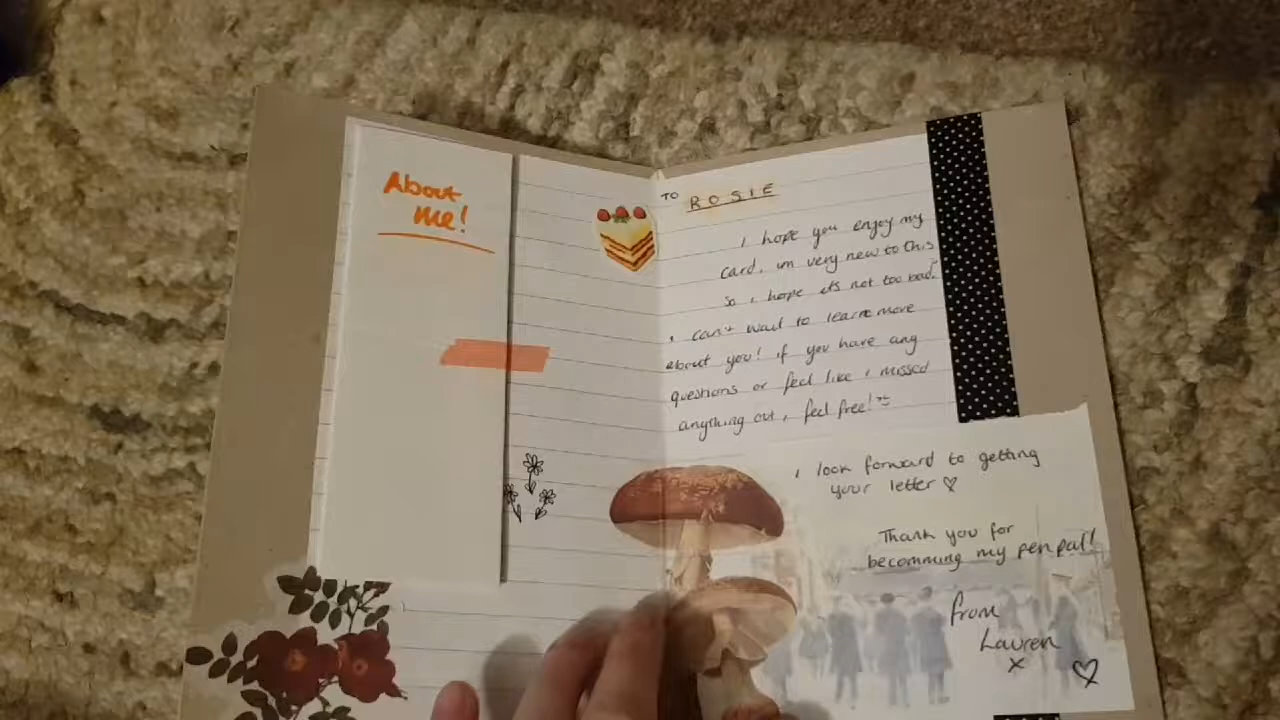 About
me!
TO ROSIE
I hope you enjoy my
card, im very new to this
so i hope it's not too bad.
i can't wait to learn more
about you! if you have any
questions or feel like i missed
anything out, feel free!
i look forward to getting
your letter ♡
Thank you for
becomming my penpal!
from
Lauren
x ♡